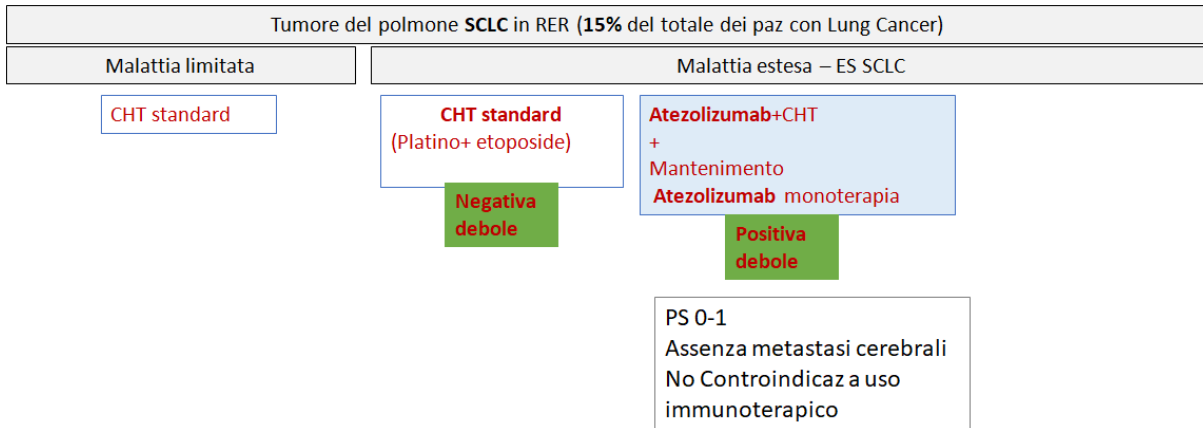 Tumore del polmone SCLC in RER (15% del totale dei paz con Lung Cancer)
Malattia limitata
Malattia estesa – ES SCLC
CHT standard
CHT standard
(Platino+ etoposide)
Negativa
debole
Atezolizumab+CHT
+
Mantenimento
Atezolizumab monoterapia
Positiva
debole
PS 0-1
Assenza metastasi cerebrali
No Controindicaz a uso
immunoterapico